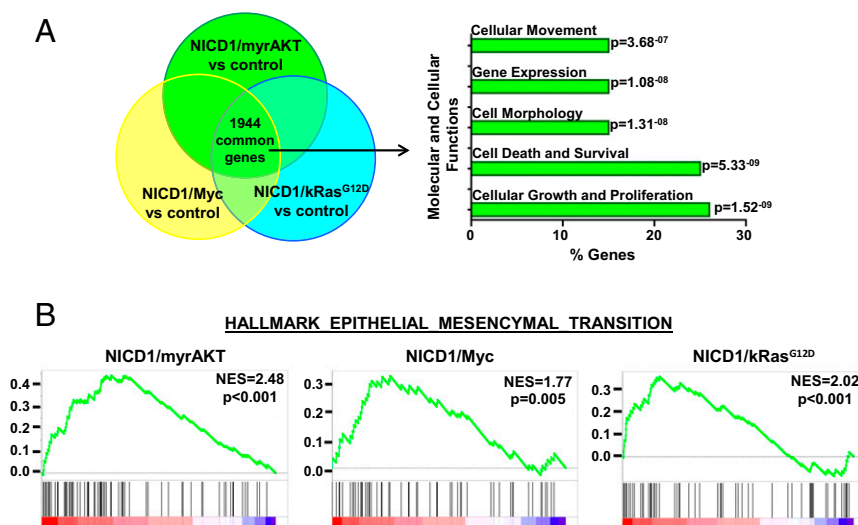 A
NICD1/myrAKT
vs control
1944
common
genes
NICD1/Myc
vs control
NICD1/kRasG12D
vs control
Molecular and Cellular
Functions
Cellular Movement
p=3.68-07
Gene Expression
p=1.08-08
Cell Morphology
p=1.31-08
Cell Death and Survival
p=5.33-09
Cellular Growth and Proliferation
p=1.52-09
0 10 20 30
% Genes
B
HALLMARK EPITHELIAL MESENCYMAL TRANSITION
NICD1/myrAKT
NES=2.48
p<0.001
0.4
0.3
0.2
0.1
0.0
NICD1/Myc
NES=1.77
p=0.005
0.3
0.2
0.1
0.0
NICD1/kRasG12D
NES=2.02
p<0.001
0.3
0.2
0.1
0.0